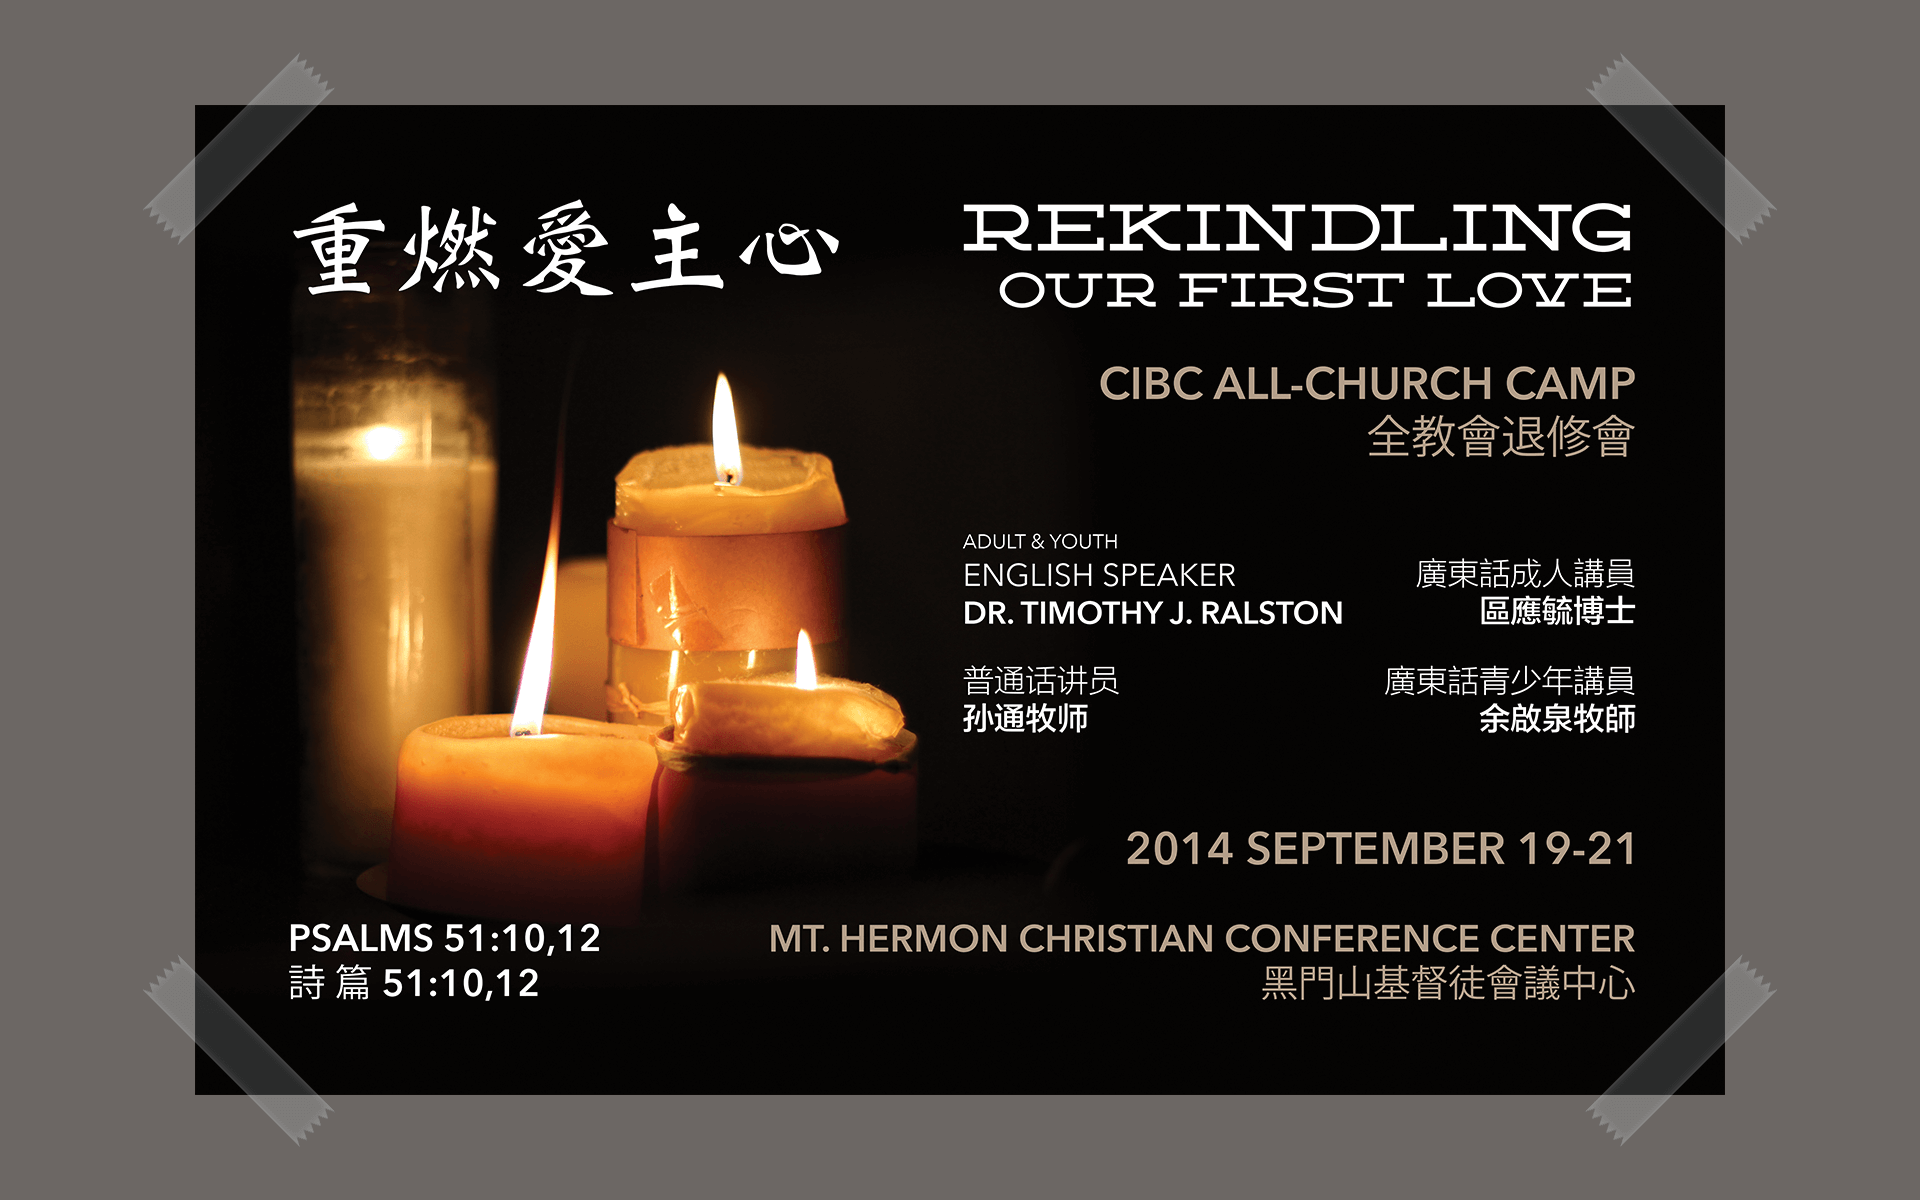 重燃愛主心
REKINDLING
OUR FIRST LOVE
CIBC ALL-CHURCH CAMP
全教會退修會
ADULT & YOUTH
ENGLISH SPEAKER
DR. TIMOTHY J. RALSTON
廣東話成人講員
區應毓博士
普通话讲员
孙通牧师
廣東話青少年講員
余啟泉牧師
2014 SEPTEMBER 19-21
PSALMS 51:10,12
詩 篇 51:10,12
MT. HERMON CHRISTIAN CONFERENCE CENTER
黑門山基督徒會議中心